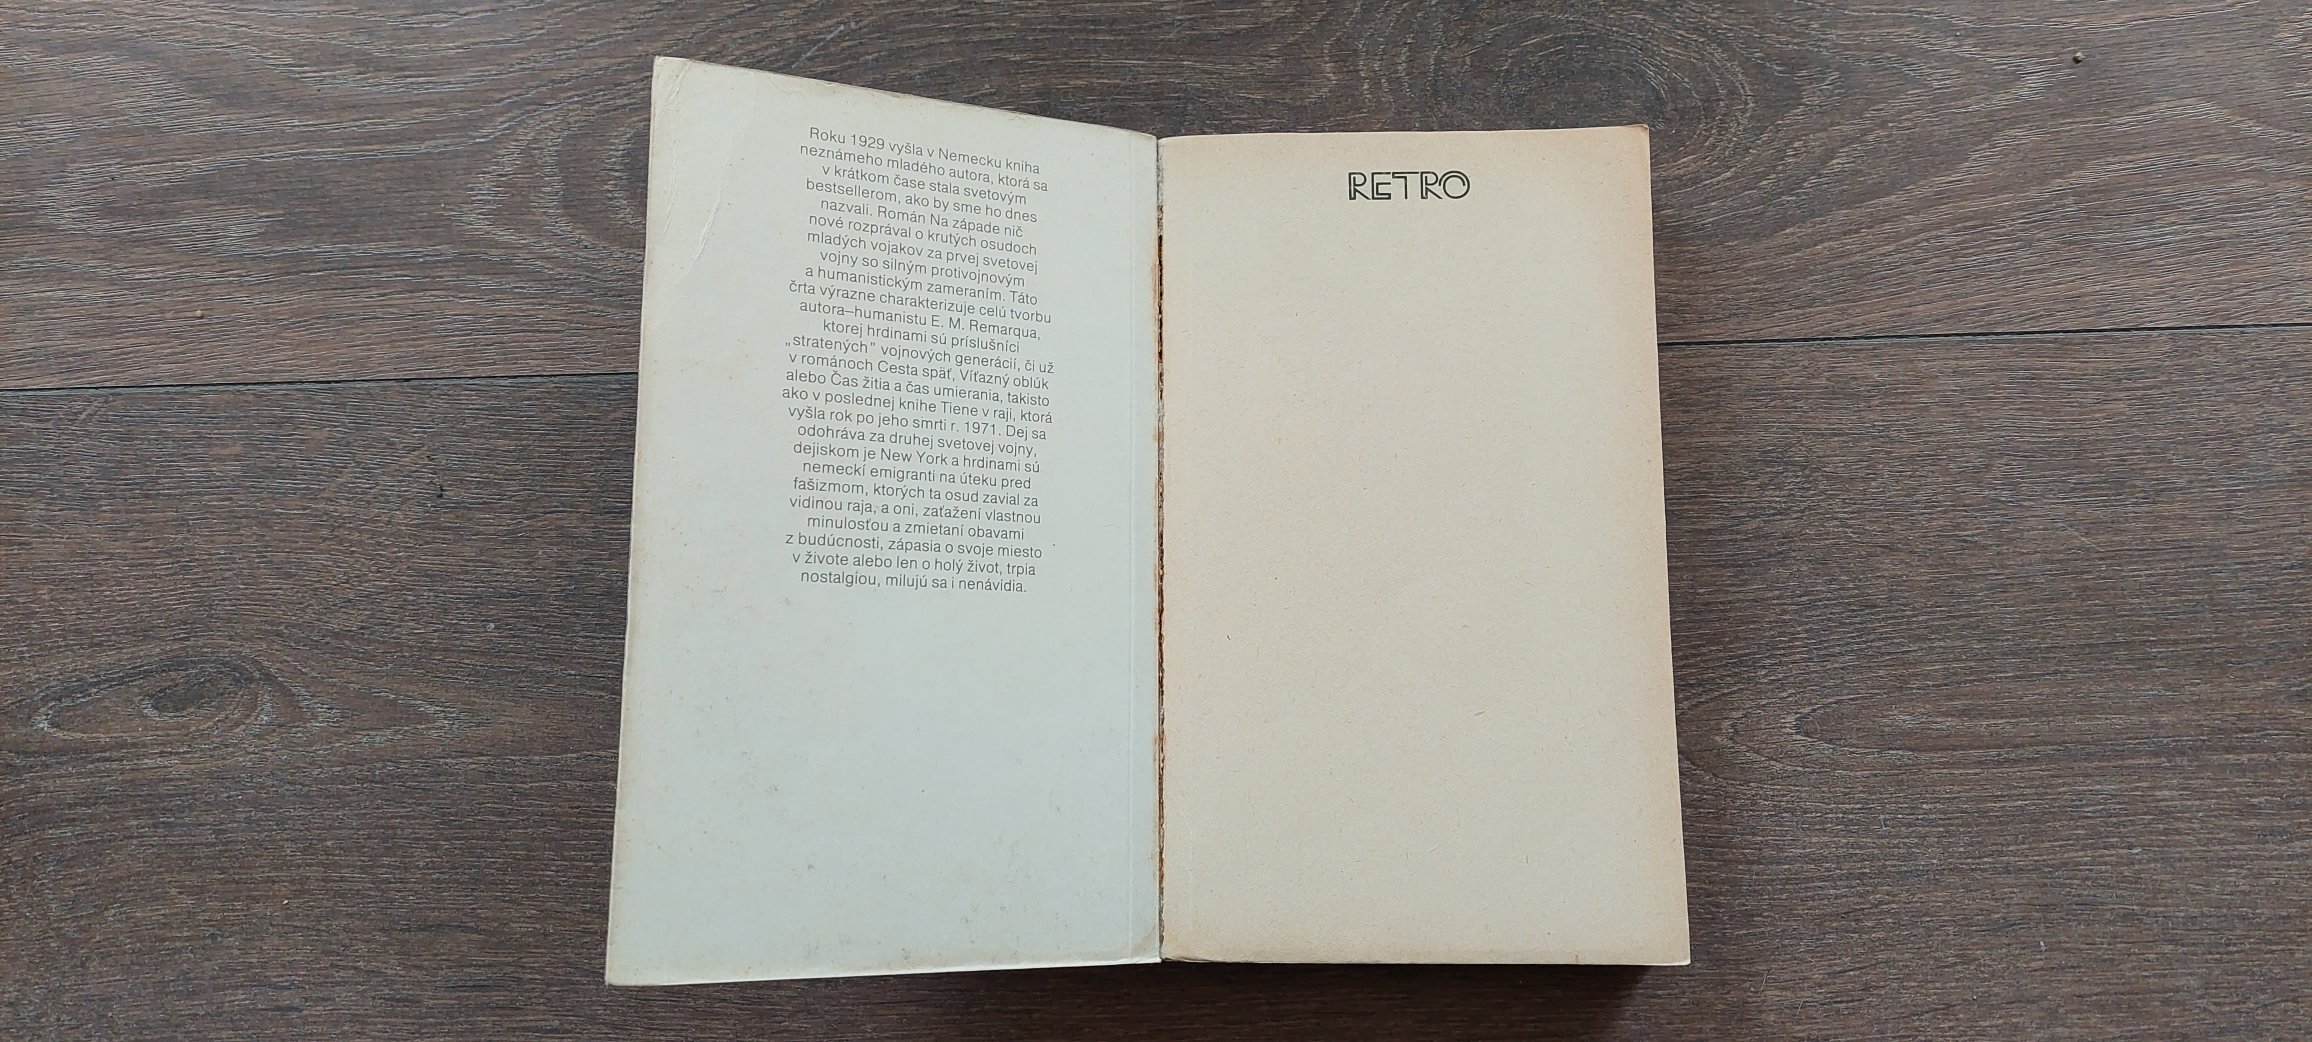 Roku 1929 vyšla v Nemecku kniha
neznámeho mladého autora, ktorá sa
v krátkom čase stala svetovým
bestsellerom, ako by sme ho dnes
nazvali. Román Na západe nič
nové rozprával o krutých osudoch
mladých vojakov za prvej svetovej
vojny so silným protivojnovým
a humanistickým zameraním. Táto
črta výrazne charakterizuje celú tvorbu
autora—humanistu E. M. Remarqua,
ktorej hrdinami sú príslušníci
„stratených” vojnových generácií, či už
v románoch Cesta späť, Víťazný oblúk
alebo Čas žitia a čas umierania, takisto
ako v poslednej knihe Tiene v raji, ktorá
vyšla rok po jeho smrti r. 1971. Dej sa
odohráva za druhej svetovej vojny,
dejiskom je New York a hrdinami sú
nemeckí emigranti na úteku pred
fašizmom, ktorých ta osud zavial za
vidinou raja, a oni, zaťažení vlastnou
minulosťou a zmietaní obavami
z budúcnosti, zápasia o svoje miesto
v živote alebo len o holý život, trpia
nostalgiou, milujú sa i nenávidia.
RETRO